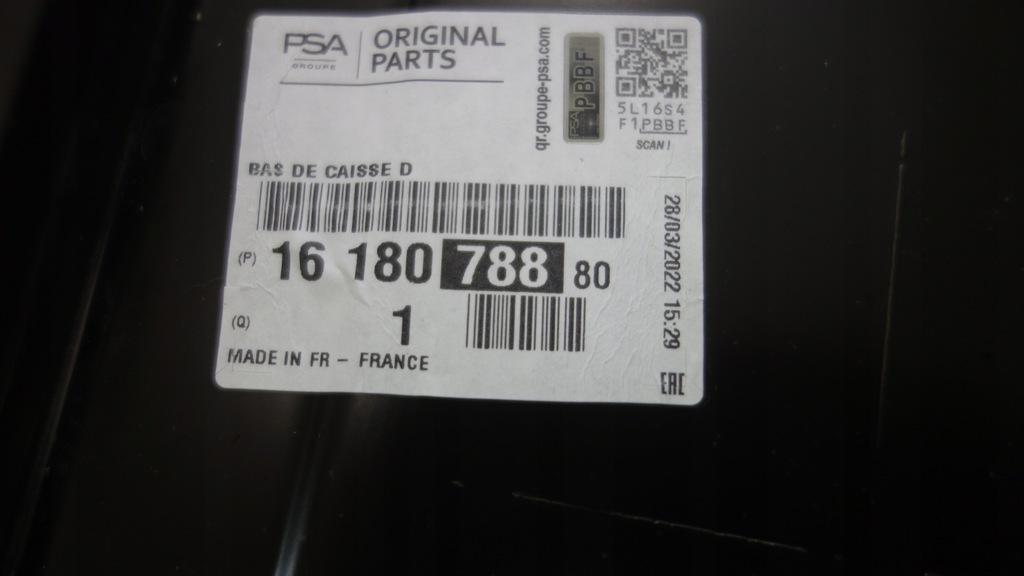 PSA
GROUPE
ORIGINAL
PARTS
qr.groupe-psa.com
PSA PBBF
5L16S4
F1PBBF
SCAN!
BAS DE CAISSE D
(P) 16 180 788 80
(Q) 1
MADE IN FR - FRANCE
28/03/2022 15:29
EAC